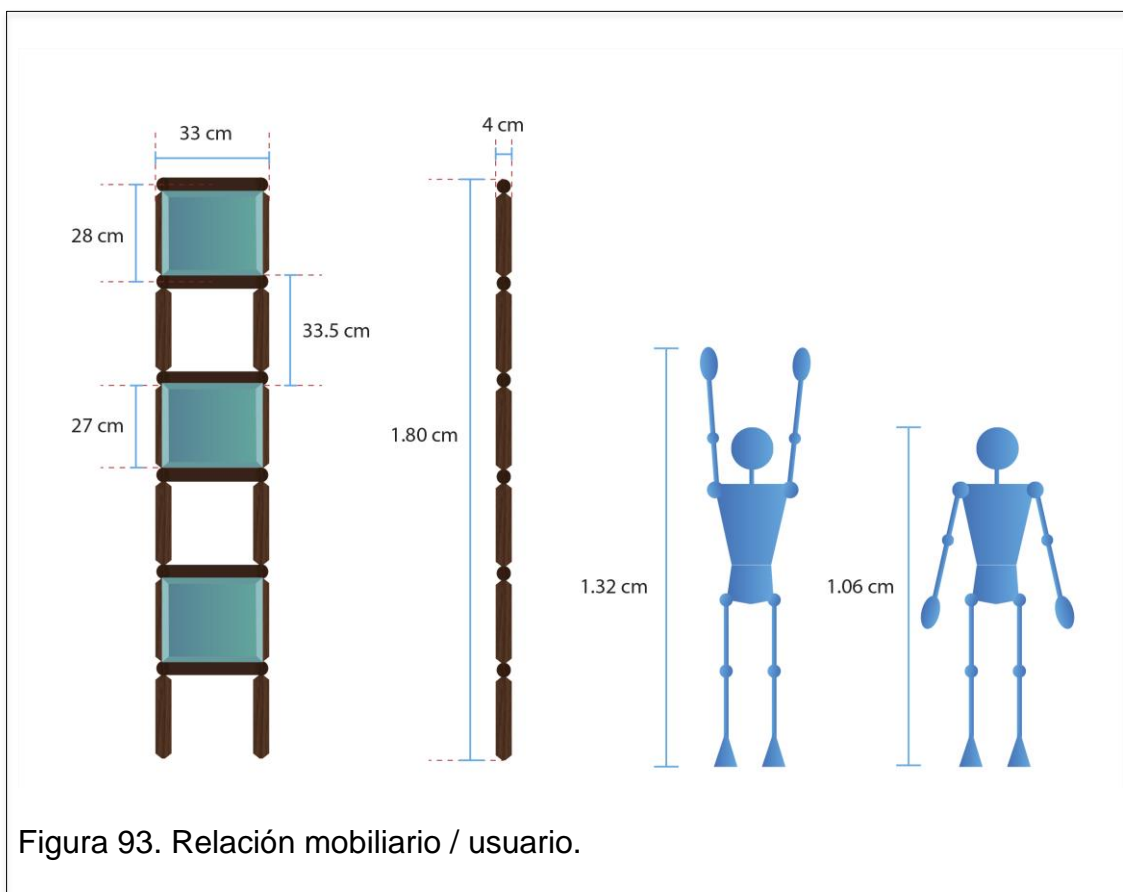 33 cm
4 cm
28 cm
33.5 cm
27 cm
1.80 cm
1.32 cm
1.06 cm
Figura 93. Relación mobiliario / usuario.